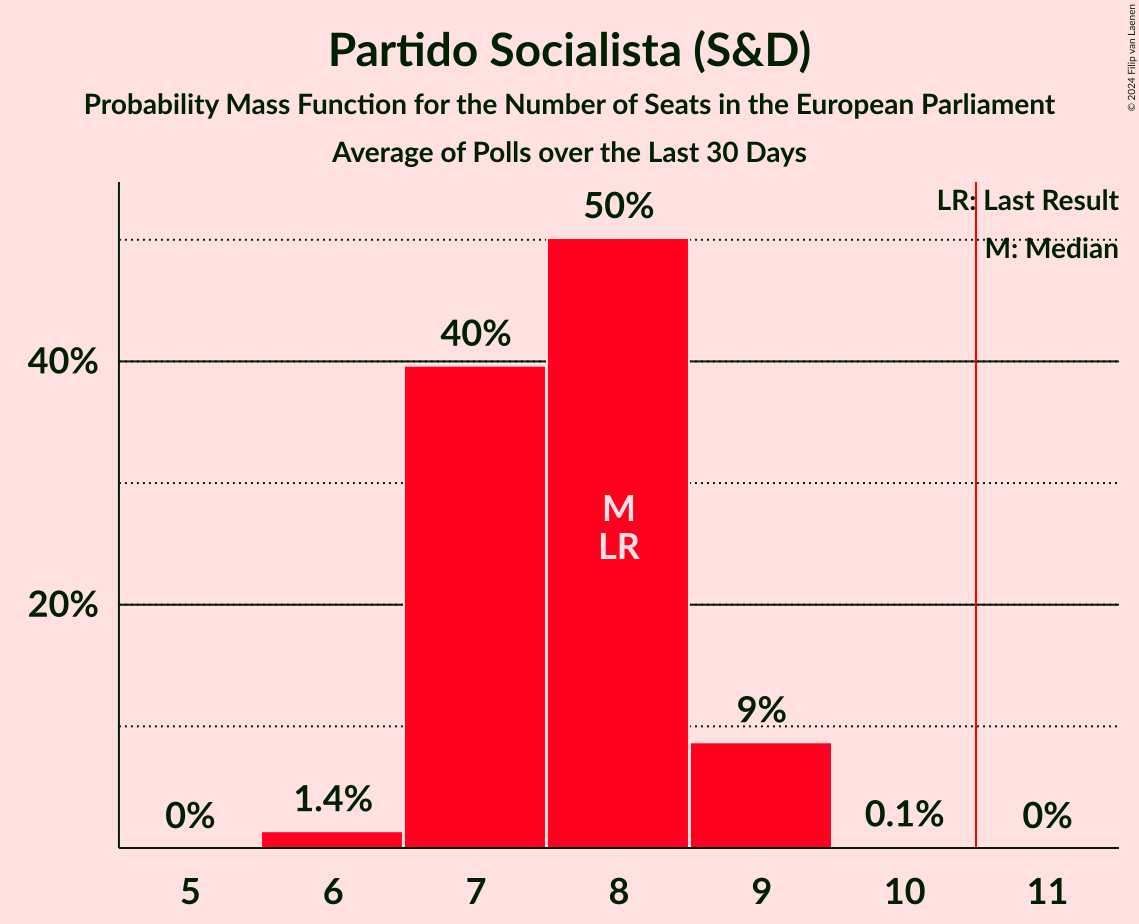 Partido Socialista (S&D)
Probability Mass Function for the Number of Seats in the European Parliament
Average of Polls over the Last 30 Days
© 2024 Filip van Laenen
LR: Last Result
M: Median
50%
40%
40%
M
LR
20%
9%
1.4%
0%
0.1%
0%
5 6 7 8 9 10 11